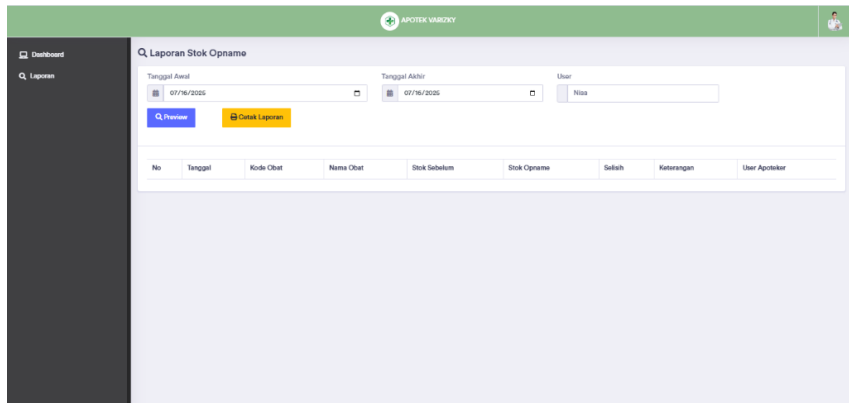 APOTEK VARIZKY
Dashboard
Laporan
Laporan Stok Opname
Tanggal Awal Tanggal Akhir User
07/16/2025 07/16/2025 Nisa
Preview Cetak Laporan
No Tanggal Kode Obat Nama Obat Stok Sebelum Stok Opname Selisih Keterangan User Apoteker